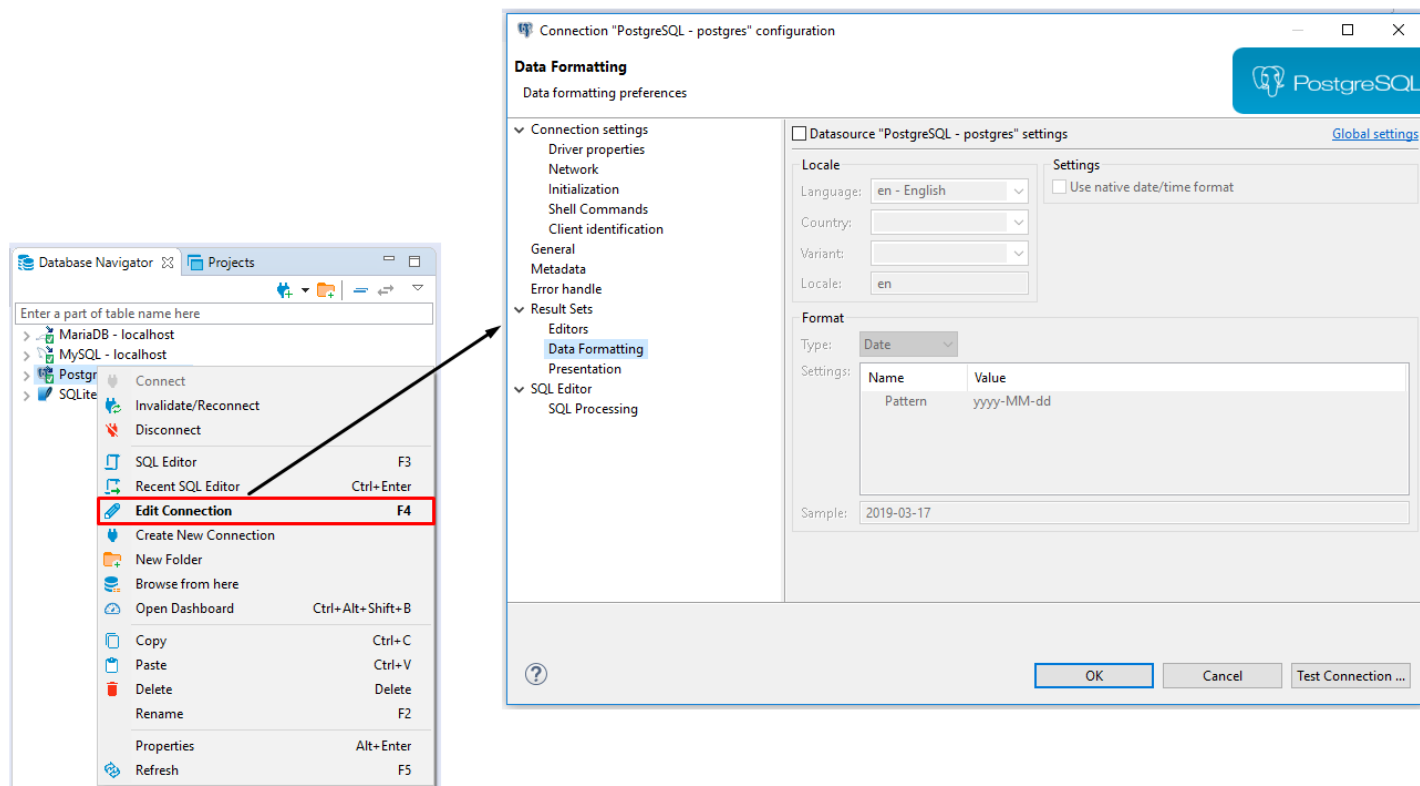 Database Navigator
Projects
Enter a part of table name here
MariaDB - localhost
MySQL - localhost
Postgr
SQLite
Connect
Invalidate/Reconnect
Disconnect
SQL Editor F3
Recent SQL Editor Ctrl+Enter
Edit Connection F4
Create New Connection
New Folder
Browse from here
Open Dashboard Ctrl+Alt+Shift+B
Copy Ctrl+C
Paste Ctrl+V
Delete Delete
Rename F2
Properties Alt+Enter
Refresh F5
Connection "PostgreSQL - postgres" configuration
Data Formatting
Data formatting preferences
PostgreSQL
Connection settings
Driver properties
Network
Initialization
Shell Commands
Client identification
General
Metadata
Error handle
Result Sets
Editors
Data Formatting
Presentation
SQL Editor
SQL Processing
Datasource "PostgreSQL - postgres" settings
Global settings
Locale
Language: en - English
Country:
Variant:
Locale: en
Settings
Use native date/time format
Format
Type: Date
Settings:
Name Value
Pattern yyyy-MM-dd
Sample: 2019-03-17
?
OK
Cancel
Test Connection ...